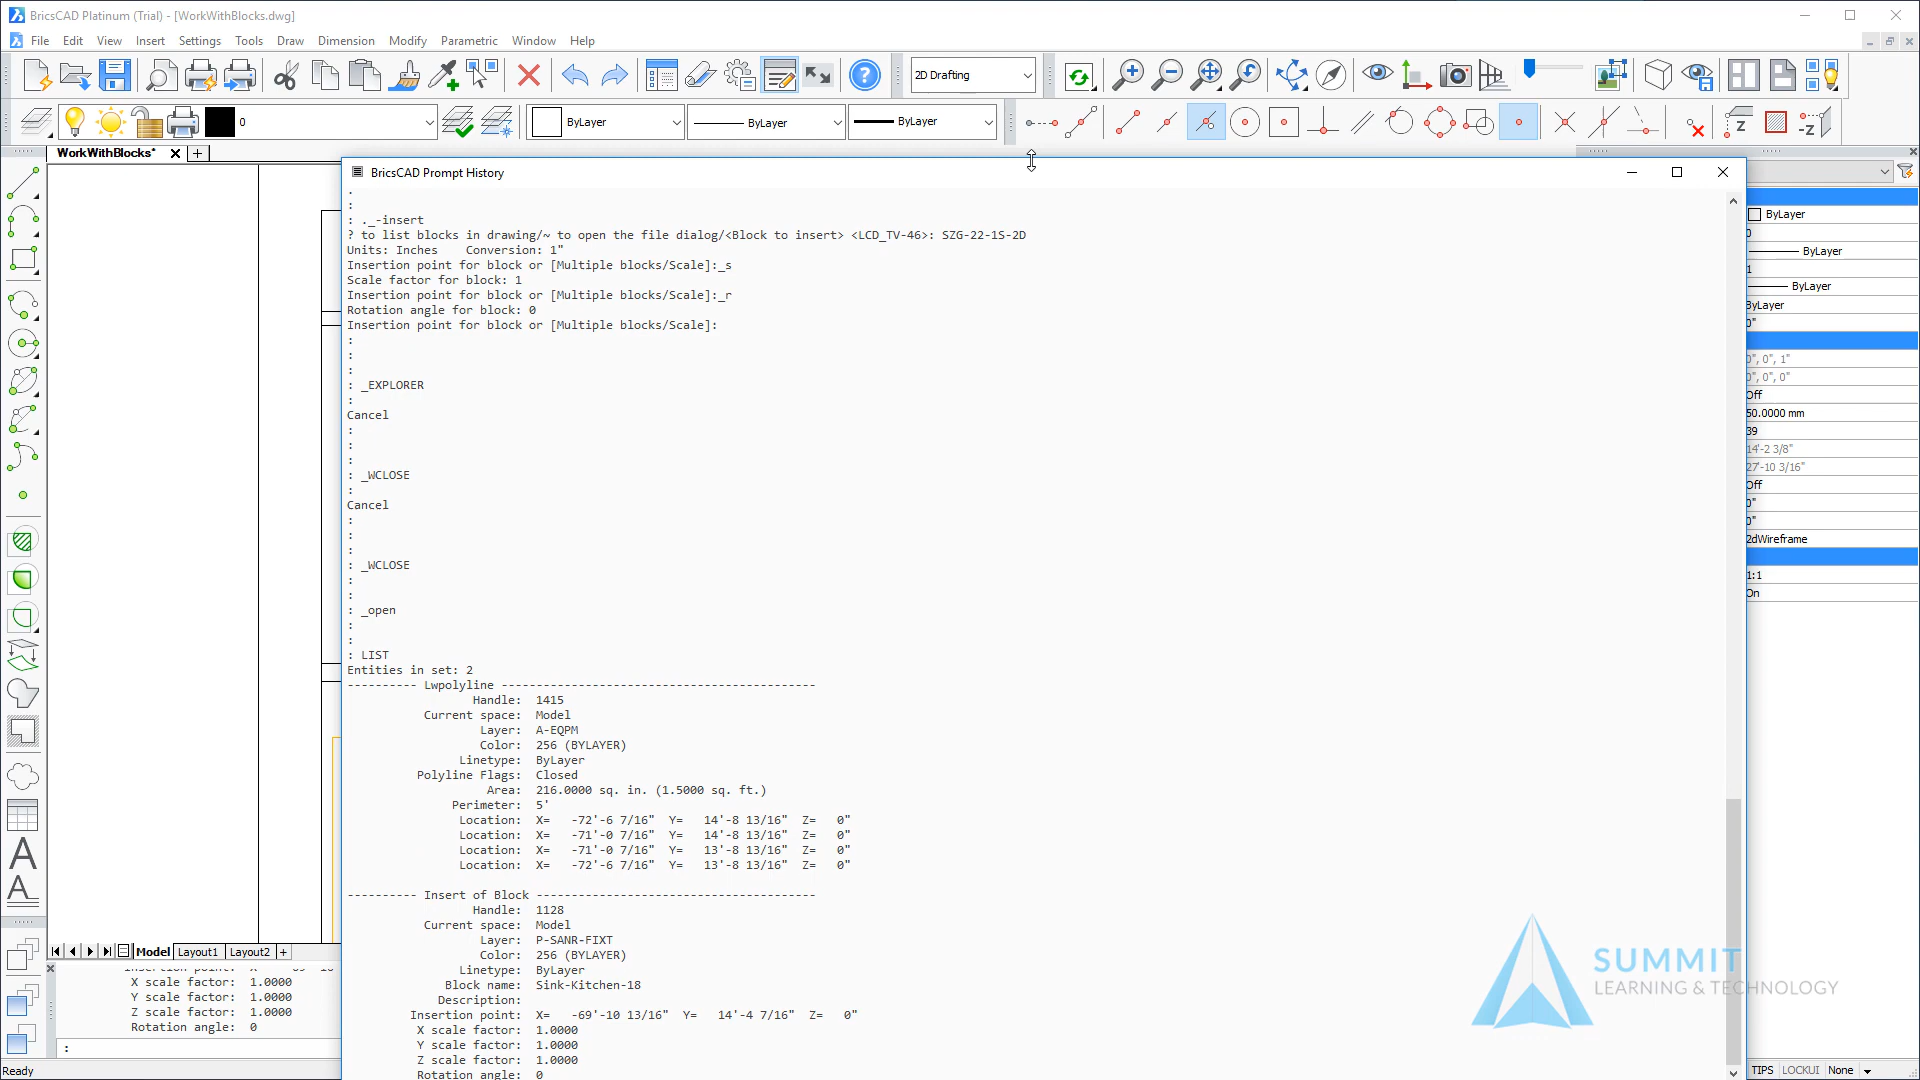 BricsCAD Platinum (Trial) - [WorkWithBlocks.dwg]
File Edit View Insert Settings Tools Draw Dimension Modify Parametric Window Help
2D Drafting
0 ByLayer ByLayer ByLayer
WorkWithBlocks*
BricsCAD Prompt History
:
:
: ._-insert
? to list blocks in drawing/~ to open the file dialog/<Block to insert> <LCD_TV-46>: SZG-22-1S-2D
Units: Inches Conversion: 1"
Insertion point for block or [Multiple blocks/Scale]:_s
Scale factor for block: 1
Insertion point for block or [Multiple blocks/Scale]:_r
Rotation angle for block: 0
Insertion point for block or [Multiple blocks/Scale]:
:
:
:
: _EXPLORER
:
Cancel
:
:
:
: _WCLOSE
:
Cancel
:
:
:
: _WCLOSE
:
:
: _open
:
:
: LIST
Entities in set: 2
---------- Lwpolyline ----------------------------------------
Handle: 1415
Current space: Model
Layer: A-EQPM
Color: 256 (BYLAYER)
Linetype: ByLayer
Polyline Flags: Closed
Area: 216.0000 sq. in. (1.5000 sq. ft.)
Perimeter: 5'
Location: X= -72'-6 7/16" Y= 14'-8 13/16" Z= 0"
Location: X= -71'-0 7/16" Y= 14'-8 13/16" Z= 0"
Location: X= -71'-0 7/16" Y= 13'-8 13/16" Z= 0"
Location: X= -72'-6 7/16" Y= 13'-8 13/16" Z= 0"
---------- Insert of Block ----------------------------------------
Handle: 1128
Current space: Model
Layer: P-SANR-FIXT
Color: 256 (BYLAYER)
Linetype: ByLayer
Block name: Sink-Kitchen-18
Description:
Insertion point: X= -69'-10 13/16" Y= 14'-4 7/16" Z= 0"
X scale factor: 1.0000
Y scale factor: 1.0000
Z scale factor: 1.0000
Rotation angle: 0
ByLayer
0
ByLayer
1
ByLayer
ByLayer
0"
0", 0", 1"
0", 0", 0"
Off
50.0000 mm
39
14'-2 3/8"
27'-10 3/16"
Off
0"
0"
2dWireframe
1:1
On
Model Layout1 Layout2 +
X scale factor: 1.0000
Y scale factor: 1.0000
Z scale factor: 1.0000
Rotation angle: 0
:
Ready
SUMMIT
LEARNING & TECHNOLOGY
TIPS LOCKUI None